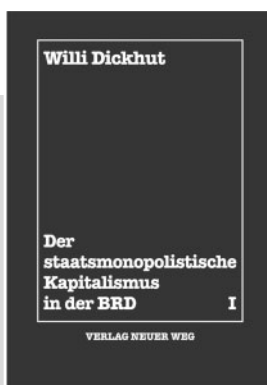 Willi Dickhut
Der
staatsmonopolistische
Kapitalismus
in der BRD I
VERLAG NEUER WEG